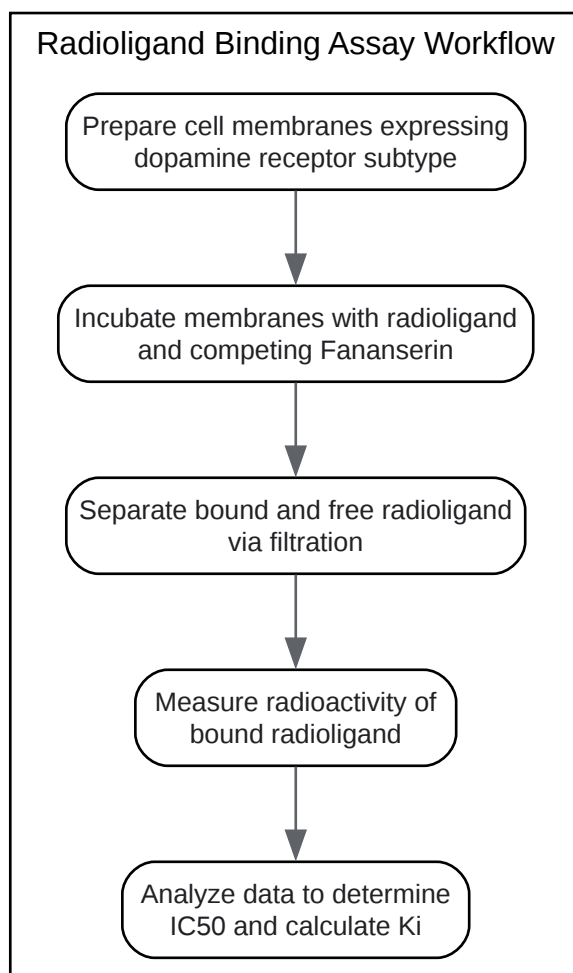 Radioligand Binding Assay Workflow
Prepare cell membranes expressing
dopamine receptor subtype
Incubate membranes with radioligand
and competing Fananserin
Separate bound and free radioligand
via filtration
Measure radioactivity of
bound radioligand
Analyze data to determine
IC50 and calculate Ki